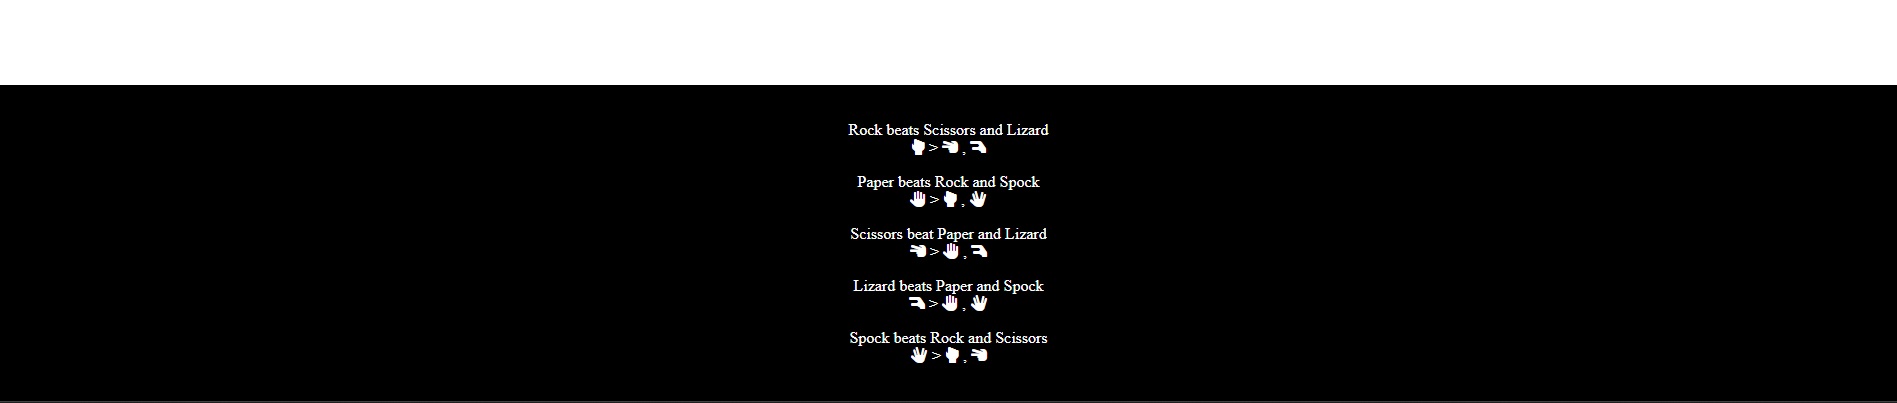 Rock beats Scissors and Lizard
> ,
Paper beats Rock and Spock
> ,
Scissors beat Paper and Lizard
> ,
Lizard beats Paper and Spock
> ,
Spock beats Rock and Scissors
> ,